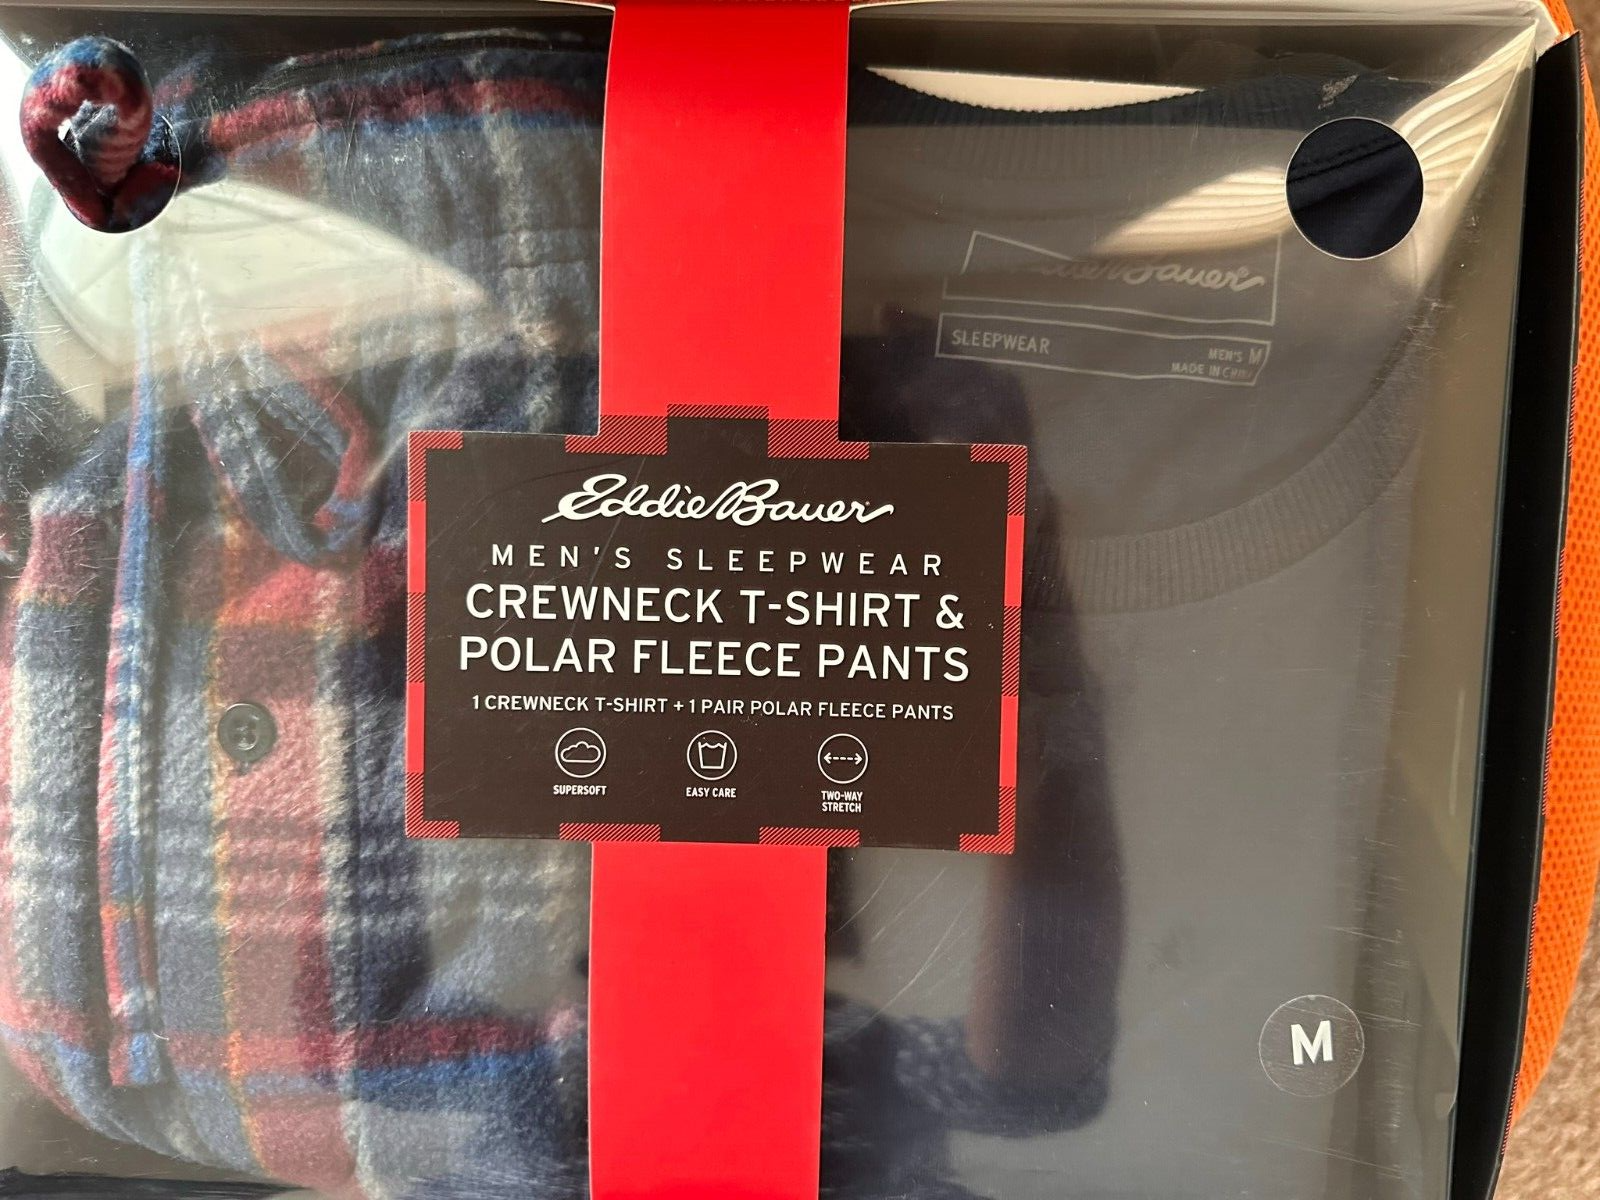 Eddie Bauer
SLEEPWEAR
MEN'S M
MADE IN
Eddie Bauer
MEN'S SLEEPWEAR
CREWNECK T-SHIRT &
POLAR FLEECE PANTS
1 CREWNECK T-SHIRT + 1 PAIR POLAR FLEECE PANTS
SUPERSOFT
EASY CARE
TWO-WAY
STRETCH
M